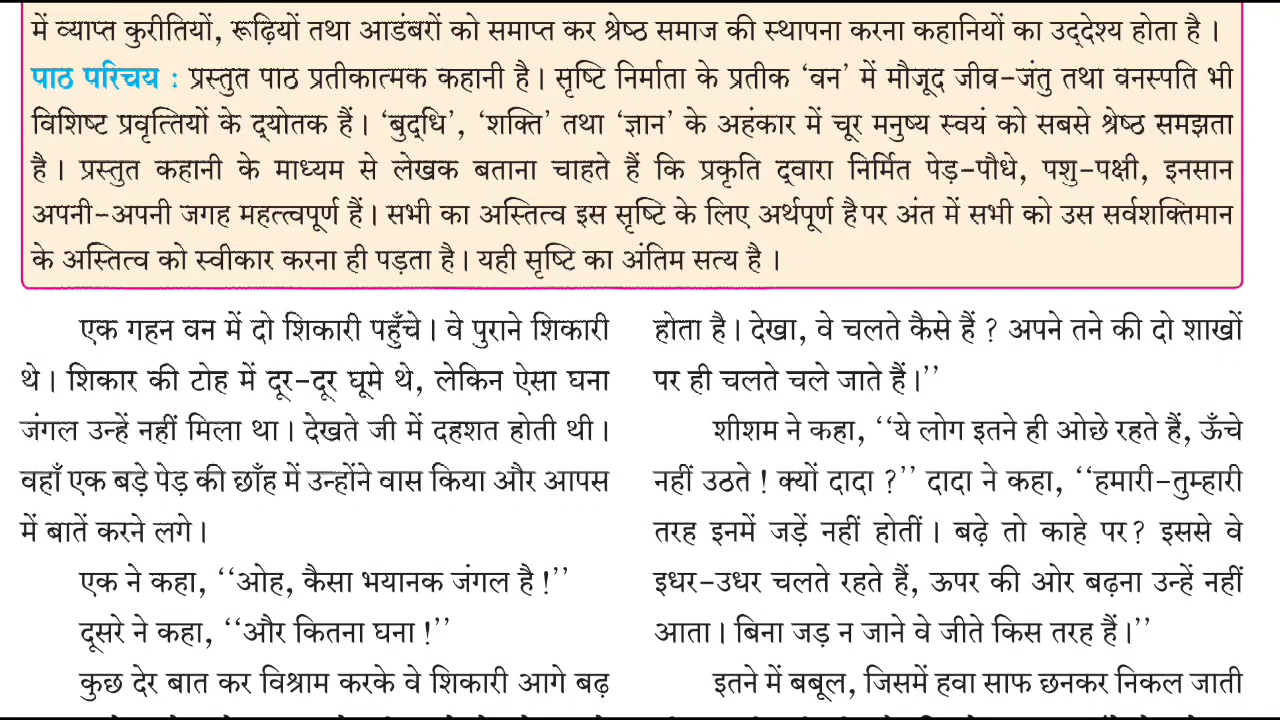 में व्याप्त कुरीतियों, रूढ़ियों तथा आडंबरों को समाप्त कर श्रेष्ठ समाज की स्थापना करना कहानियों का उद्‌देश्य होता है ।
पाठ परिचय : प्रस्तुत पाठ प्रतीकात्मक कहानी है । सृष्टि निर्माता के प्रतीक ‘वन’ में मौजूद जीव-जंतु तथा वनस्पति भी
विशिष्ट प्रवृत्तियों के द्‌योतक हैं । ‘बुद्‌धि’, ‘शक्ति’ तथा ‘ज्ञान’ के अहंकार में चूर मनुष्य स्वयं को सबसे श्रेष्ठ समझता
है । प्रस्तुत कहानी के माध्यम से लेखक बताना चाहते हैं कि प्रकृति द्‌वारा निर्मित पेड़-पौधे, पशु-पक्षी, इनसान
अपनी-अपनी जगह महत्त्वपूर्ण हैं । सभी का अस्तित्व इस सृष्टि के लिए अर्थपूर्ण है पर अंत में सभी को उस सर्वशक्तिमान
के अस्तित्व को स्वीकार करना ही पड़ता है । यही सृष्टि का अंतिम सत्य है ।
एक गहन वन में दो शिकारी पहुँचे । वे पुराने शिकारी
थे । शिकार की टोह में दूर-दूर घूमे थे, लेकिन ऐसा घना
जंगल उन्हें नहीं मिला था । देखते जी में दहशत होती थी ।
वहाँ एक बड़े पेड़ की छाँह में उन्होंने वास किया और आपस
में बातें करने लगे ।
एक ने कहा, ‘‘ओह, कैसा भयानक जंगल है !’’
दूसरे ने कहा, ‘‘और कितना घना !’’
कुछ देर बात कर विश्राम करके वे शिकारी आगे बढ़
होता है । देखा, वे चलते कैसे हैं ? अपने तने की दो शाखों
पर ही चलते चले जाते हैं ।’’
शीशम ने कहा, ‘‘ये लोग इतने ही ओछे रहते हैं, ऊँचे
नहीं उठते ! क्यों दादा ?’’ दादा ने कहा, ‘‘हमारी-तुम्हारी
तरह इनमें जड़ें नहीं होतीं । बढ़े तो काहे पर ? इससे वे
इधर-उधर चलते रहते हैं, ऊपर की ओर बढ़ना उन्हें नहीं
आता । बिना जड़ न जाने वे जीते किस तरह हैं ।’’
इतने में बबूल, जिसमें हवा साफ छनकर निकल जाती